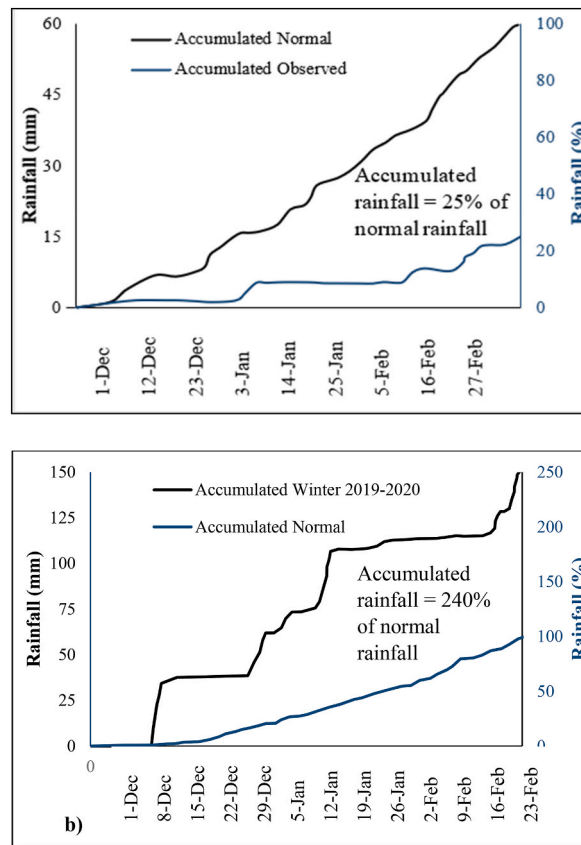 60
45
30
15
0
Rainfall (mm)
Accumulated Normal
Accumulated Observed
Accumulated
rainfall = 25% of
normal rainfall
100
80
60
40
20
0
Rainfall (%)
1-Dec
12-Dec
23-Dec
3-Jan
14-Jan
25-Jan
5-Feb
16-Feb
27-Feb
150
125
100
75
50
25
0
Rainfall (mm)
Accumulated Winter 2019-2020
Accumulated Normal
Accumulated
rainfall = 240%
of normal
rainfall
250
200
150
100
50
0
Rainfall (%)
0
1-Dec
8-Dec
15-Dec
22-Dec
29-Dec
5-Jan
12-Jan
19-Jan
26-Jan
2-Feb
9-Feb
16-Feb
23-Feb
b)